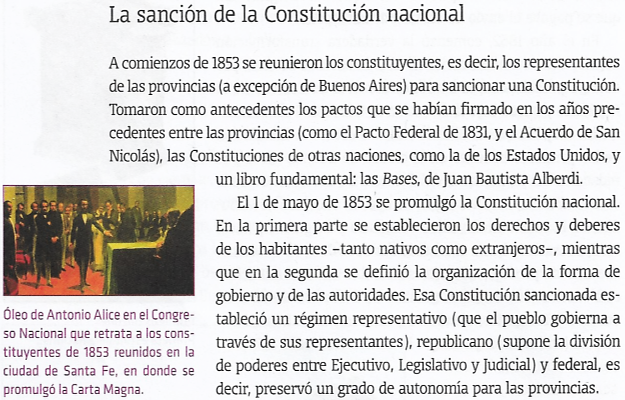 La sanción de la Constitución nacional
A comienzos de 1853 se reunieron los constituyentes, es decir, los representantes
de las provincias (a excepción de Buenos Aires) para sancionar una Constitución.
Tomaron como antecedentes los pactos que se habían firmado en los años pre-
cedentes entre las provincias (como el Pacto Federal de 1831, y el Acuerdo de San
Nicolás), las Constituciones de otras naciones, como la de los Estados Unidos, y
un libro fundamental: las Bases, de Juan Bautista Alberdi.
El 1 de mayo de 1853 se promulgó la Constitución nacional.
En la primera parte se establecieron los derechos y deberes
de los habitantes –tanto nativos como extranjeros–, mientras
que en la segunda se definió la organización de la forma de
gobierno y de las autoridades. Esa Constitución sancionada es-
tableció un régimen representativo (que el pueblo gobierna a
través de sus representantes), republicano (supone la división
de poderes entre Ejecutivo, Legislativo y Judicial) y federal, es
decir, preservó un grado de autonomía para las provincias.
Óleo de Antonio Alice en el Congre-
so Nacional que retrata a los cons-
tituyentes de 1853 reunidos en la
ciudad de Santa Fe, en donde se
promulgó la Carta Magna.